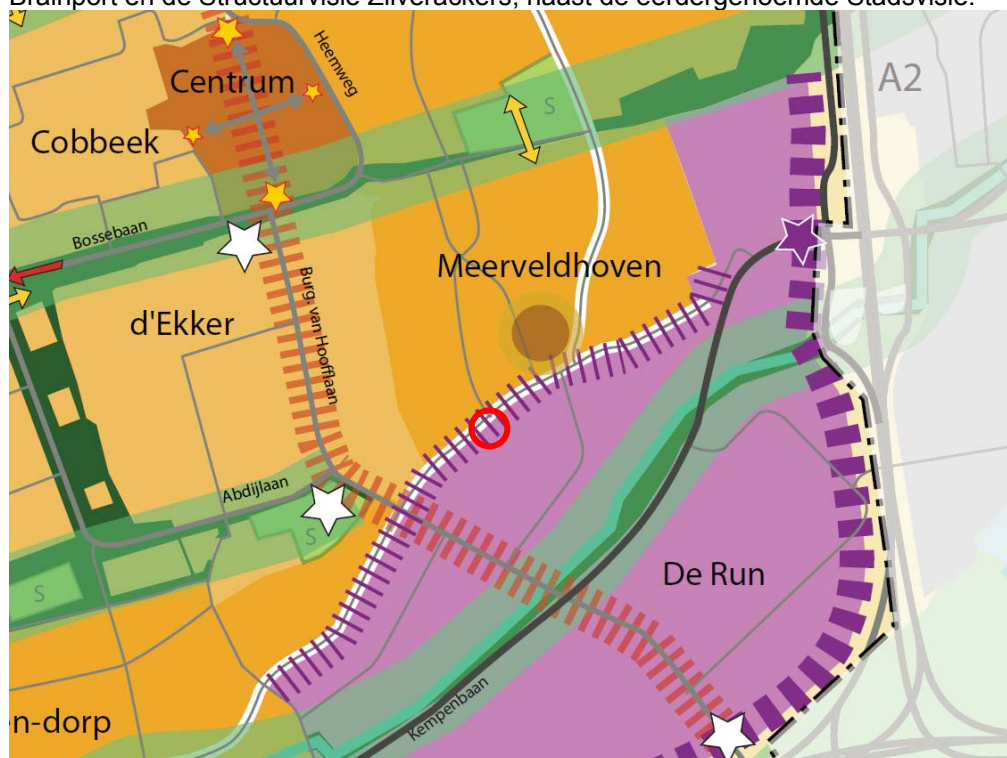 Brainport en de Structuurvisie Zilverackers, naast de eerdergenoemde Stadsvisie.
A2
Heemweg
Centrum
S
Cobbeek
Bossebaan
Meerveldhoven
d'Ekker
Burg. van Hoofflaan
Abdijlaan
S
De Run
S
Kempenbaan
en-dorp